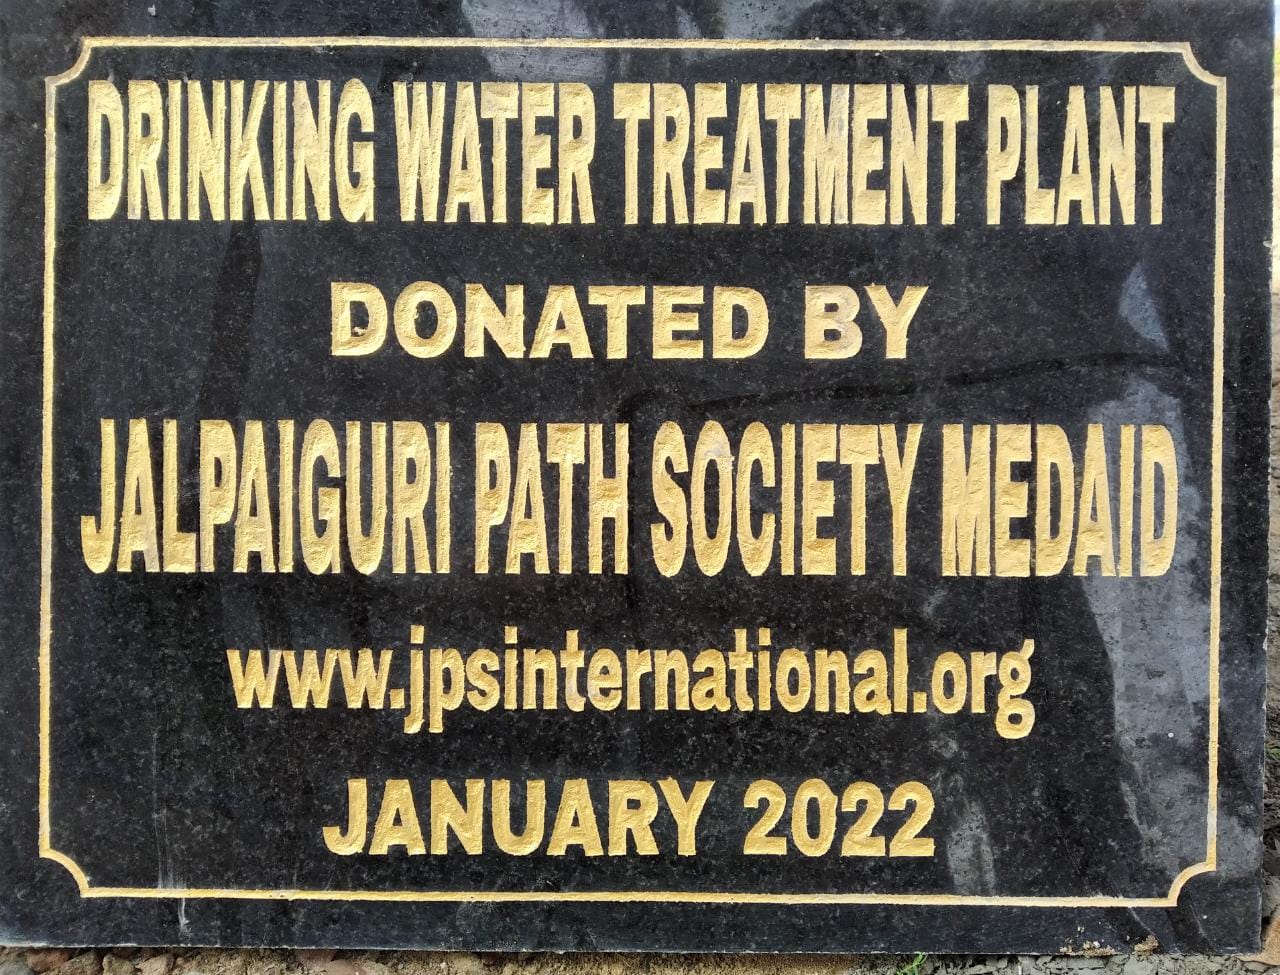 DRINKING WATER TREATMENT PLANT
DONATED BY
JALPAIGURI PATH SOCIETY MEDAID
www.jpsinternational.org
JANUARY 2022